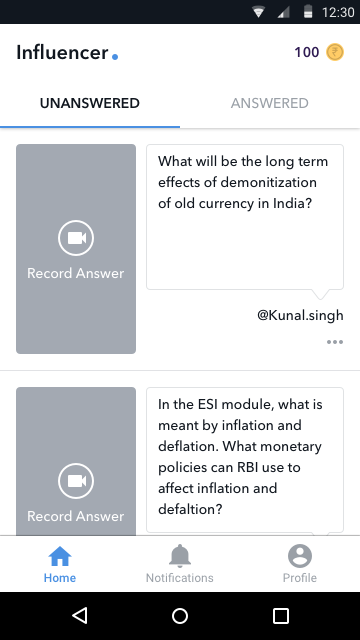 12:30
Influencer.
100 ₹
UNANSWERED
ANSWERED
What will be the long term
effects of demonitization
of old currency in India?
Record Answer
@Kunal.singh
In the ESI module, what is
meant by inflation and
deflation. What monetary
policies can RBI use to
affect inflation and
defaltion?
Record Answer
Home
Notifications
Profile